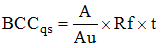 BCC_qs = A/Au × Rf × t